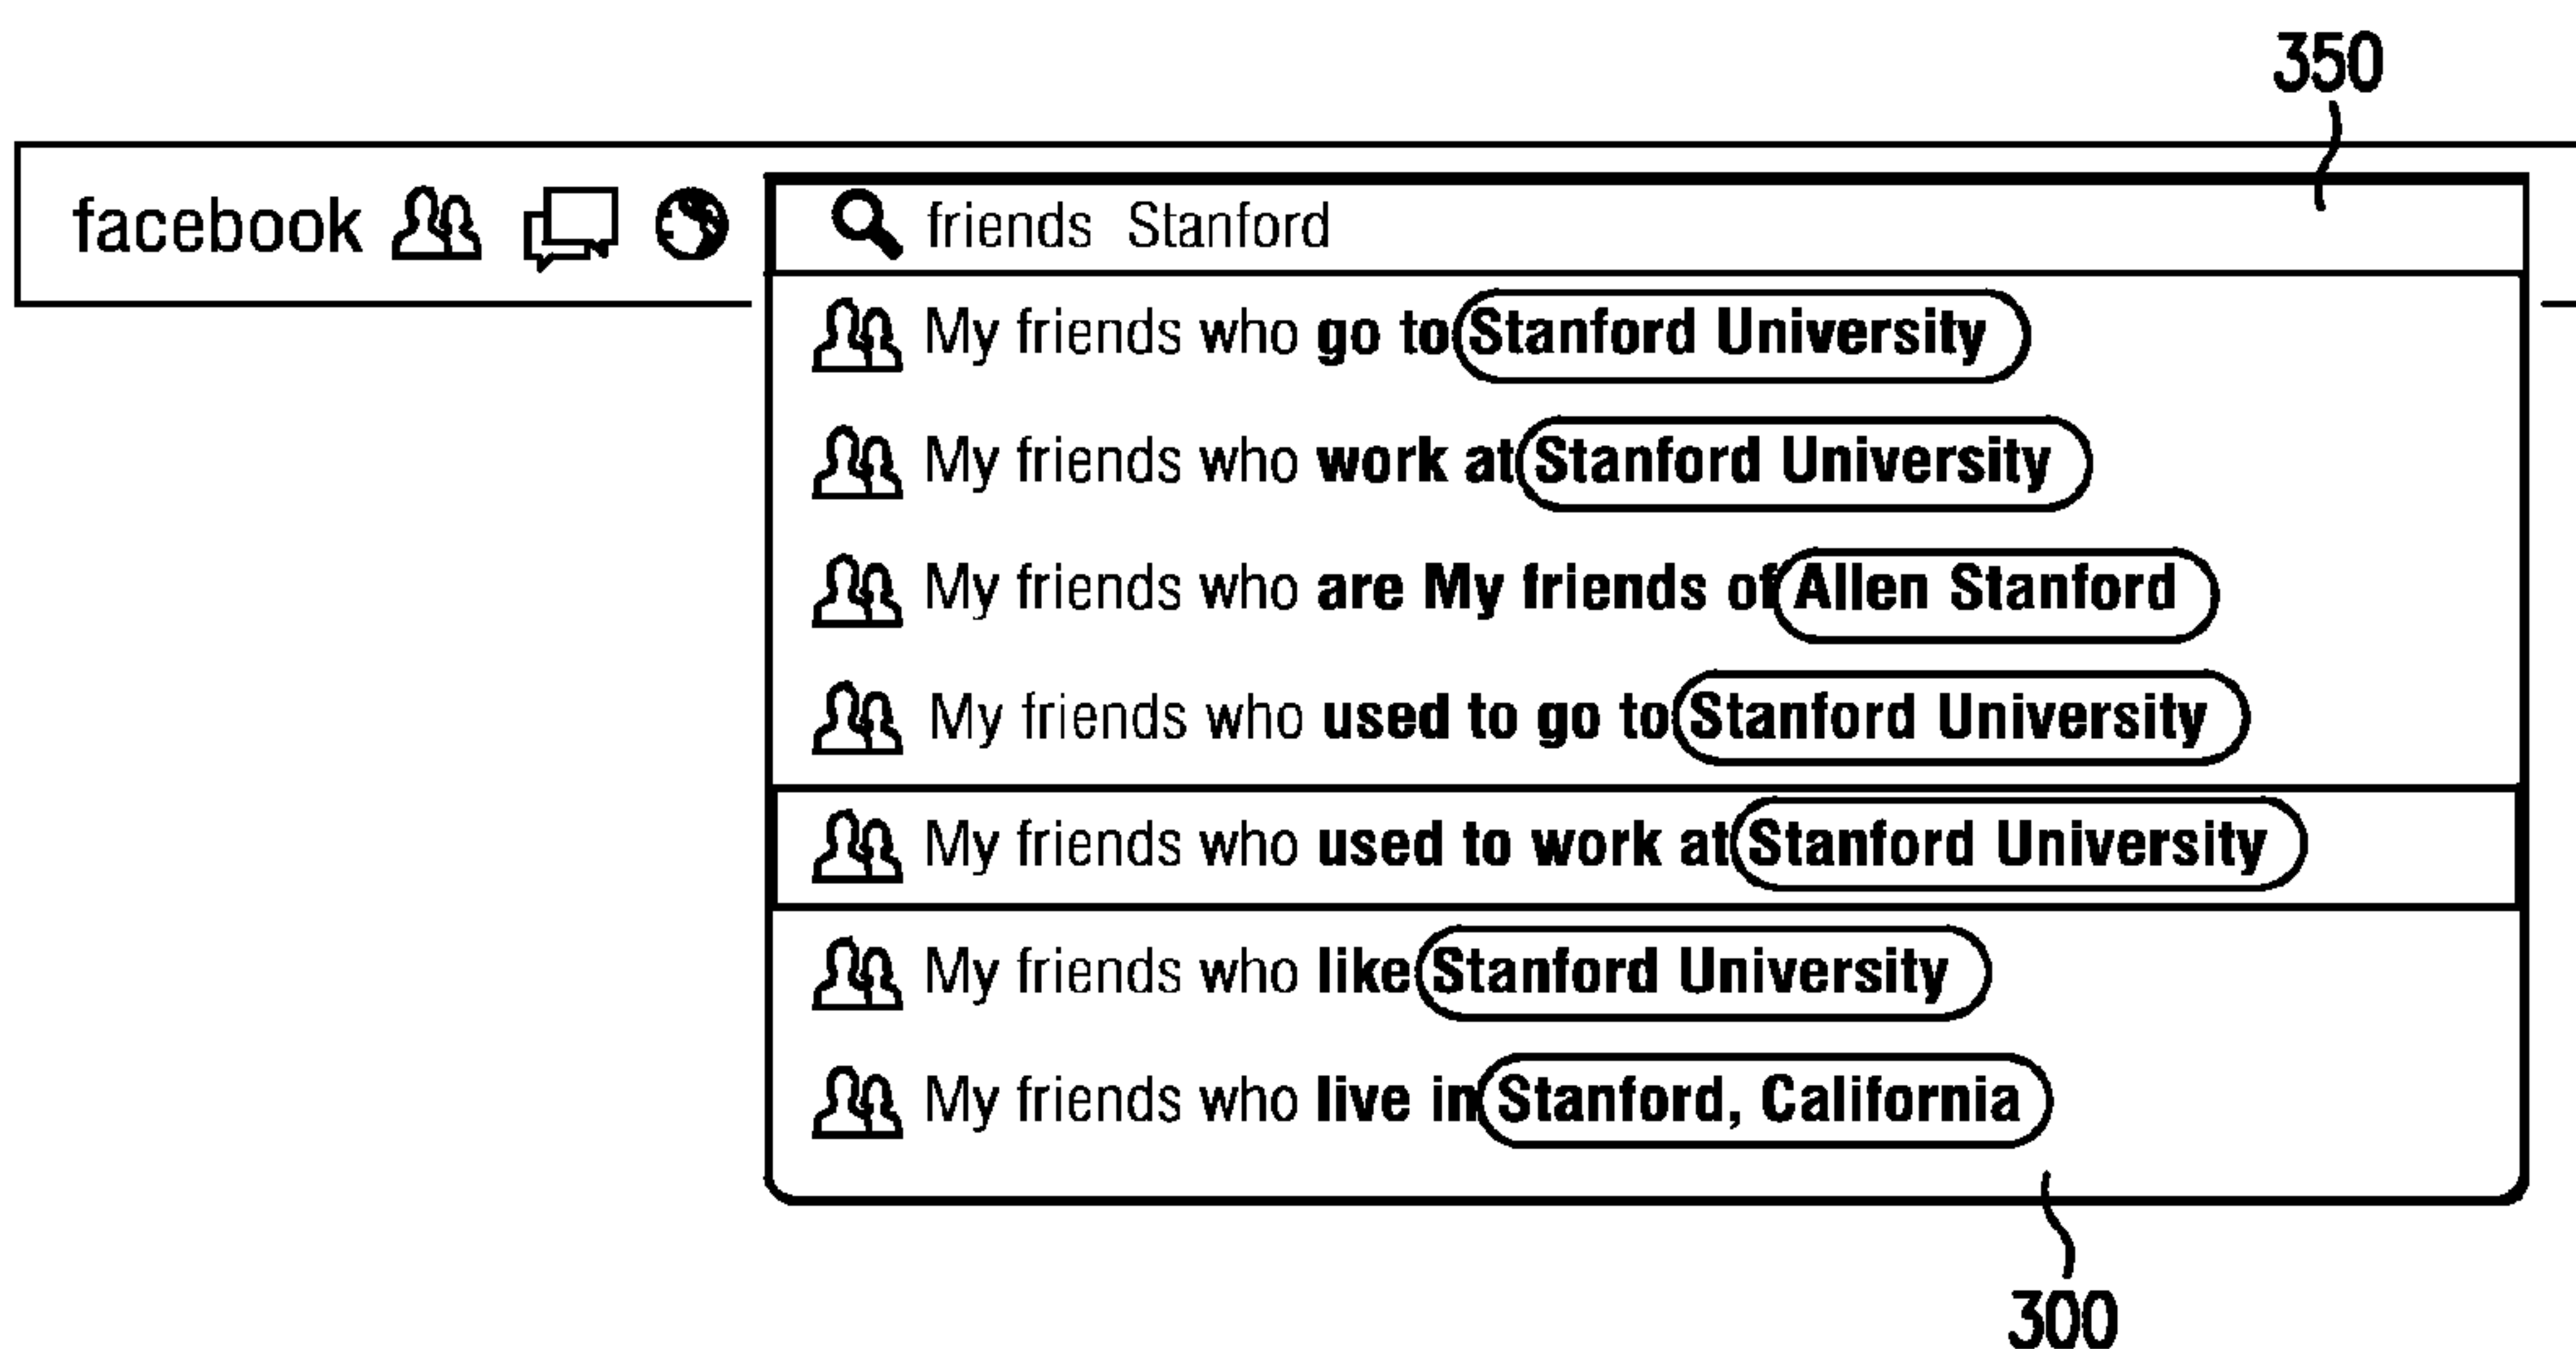 350
facebook friends Stanford
My friends who go to Stanford University
My friends who work at Stanford University
My friends who are My friends of Allen Stanford
My friends who used to go to Stanford University
My friends who used to work at Stanford University
My friends who like Stanford University
My friends who live in Stanford, California
300